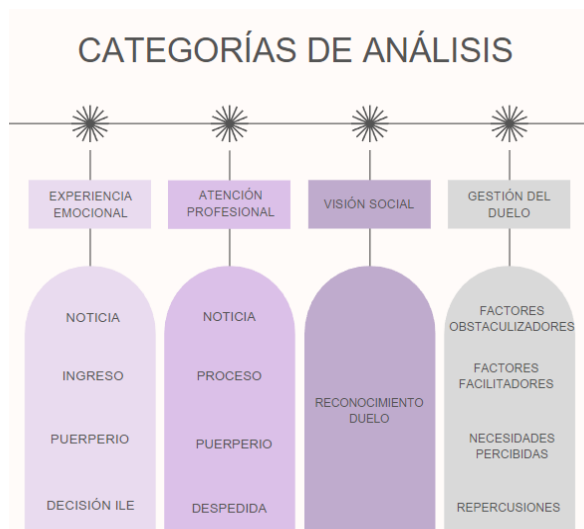 CATEGORÍAS DE ANÁLISIS
EXPERIENCIA
EMOCIONAL
NOTICIA
INGRESO
PUERPERIO
DECISIÓN ILE
ATENCIÓN
PROFESIONAL
NOTICIA
PROCESO
PUERPERIO
DESPEDIDA
VISIÓN SOCIAL
RECONOCIMIENTO
DUELO
GESTIÓN DEL
DUELO
FACTORES
OBSTACULIZADORES
FACTORES
FACILITADORES
NECESIDADES
PERCIBIDAS
REPERCUSIONES